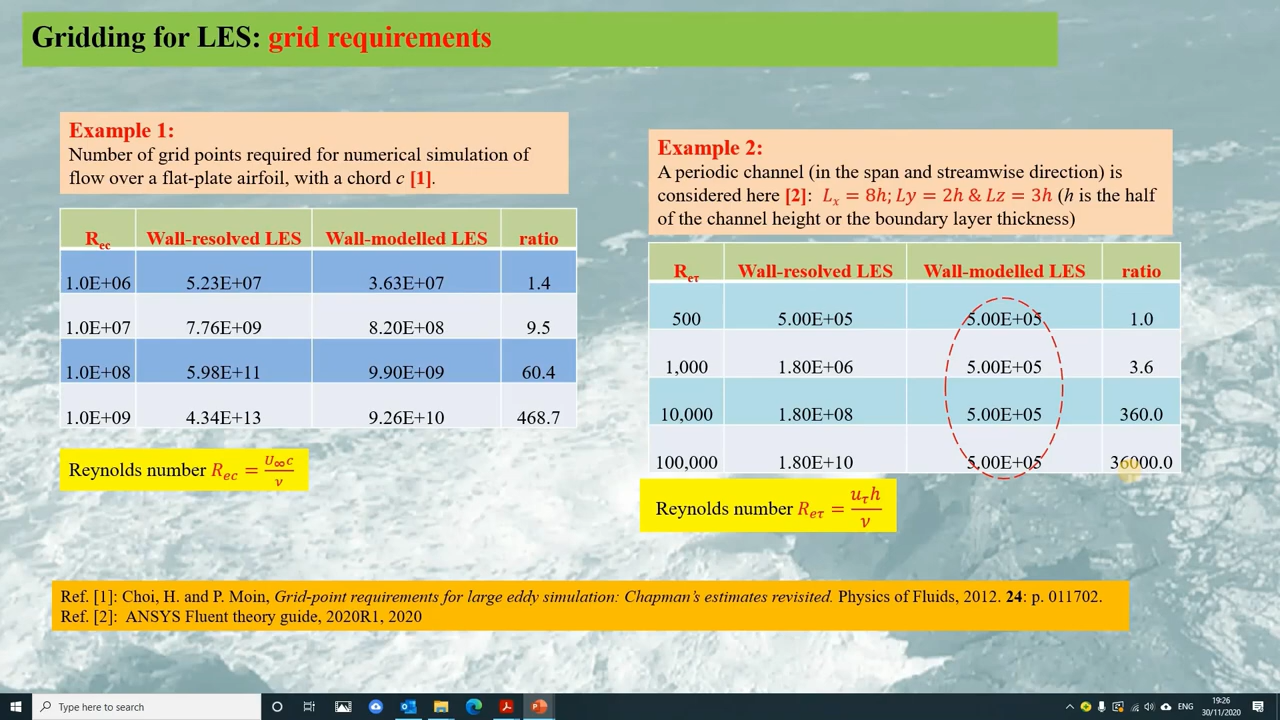 Gridding for LES: grid requirements
Example 1:
Number of grid points required for numerical simulation of
flow over a flat-plate airfoil, with a chord c [1].
R_ec Wall-resolved LES Wall-modelled LES ratio
1.0E+06 5.23E+07 3.63E+07 1.4
1.0E+07 7.76E+09 8.20E+08 9.5
1.0E+08 5.98E+11 9.90E+09 60.4
1.0E+09 4.34E+13 9.26E+10 468.7
Reynolds number R_ec = U_∞c/ν
Example 2:
A periodic channel (in the span and streamwise direction) is
considered here [2]: L_x = 8h; Ly = 2h & Lz = 3h (h is the half
of the channel height or the boundary layer thickness)
R_eτ Wall-resolved LES Wall-modelled LES ratio
500 5.00E+05 5.00E+05 1.0
1,000 1.80E+06 5.00E+05 3.6
10,000 1.80E+08 5.00E+05 360.0
100,000 1.80E+10 5.00E+05 36000.0
Reynolds number R_eτ = u_τh/ν
Ref. [1]: Choi, H. and P. Moin, Grid-point requirements for large eddy simulation: Chapman's estimates revisited. Physics of Fluids, 2012. 24: p. 011702.
Ref. [2]: ANSYS Fluent theory guide, 2020R1, 2020
Type here to search
ENG
19:26
30/11/2020